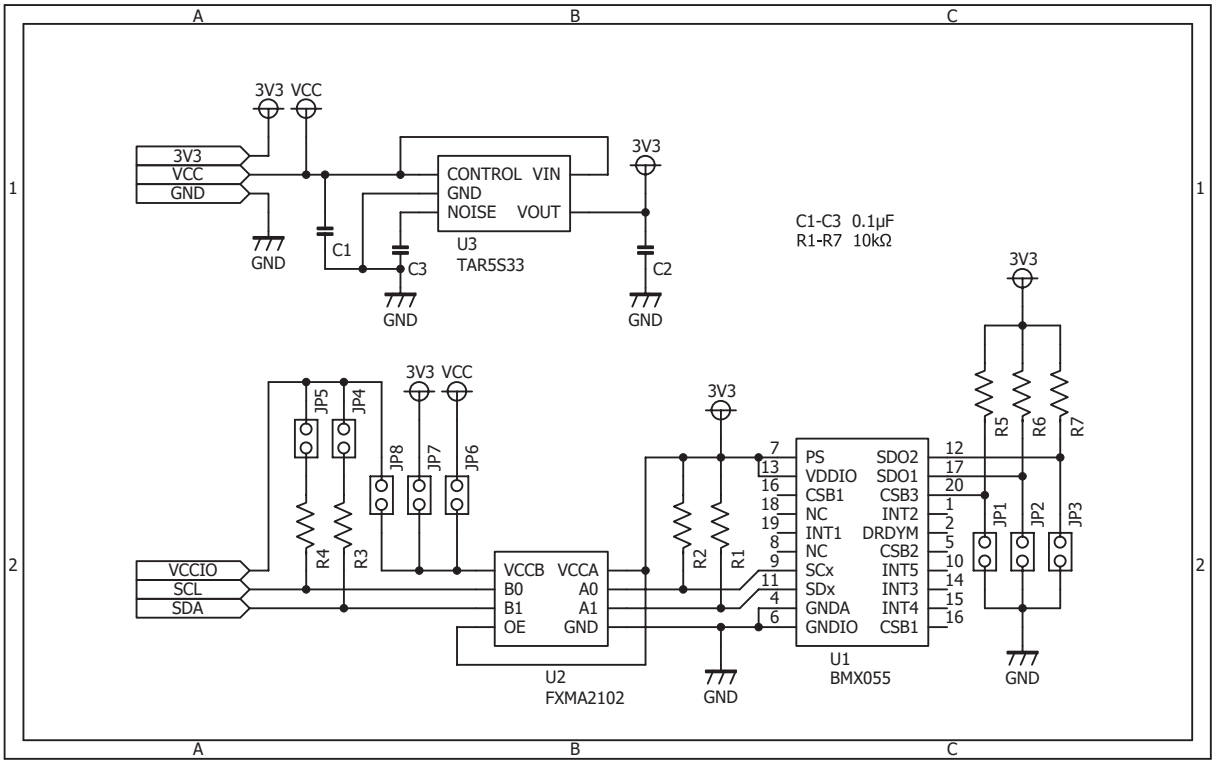 A B C
3V3 VCC
3V3
3V3
VCC
GND
1
1
CONTROL VIN
GND
NOISE VOUT
U3
TAR5S33
C1
C3
C2
GND
GND
GND
C1-C3 0.1µF
R1-R7 10kΩ
3V3
R5
R6
R7
3V3 VCC
3V3
JP5
JP4
JP8
JP7
JP6
R4
R3
R2
R1
2
2
VCCIO
SCL
SDA
VCCB VCCA
B0 A0
B1 A1
OE GND
U2
FXMA2102
GND
7 PS SDO2 12
13 VDDIO SDO1 17
16 CSB1 CSB3 20
18 NC INT2 1
19 INT1 DRDYM 2
8 NC CSB2 5
9 SCx INT5 10
11 SDx INT3 14
4 GNDA INT4 15
6 GNDIO CSB1 16
U1
BMX055
JP1
JP2
JP3
GND
A B C